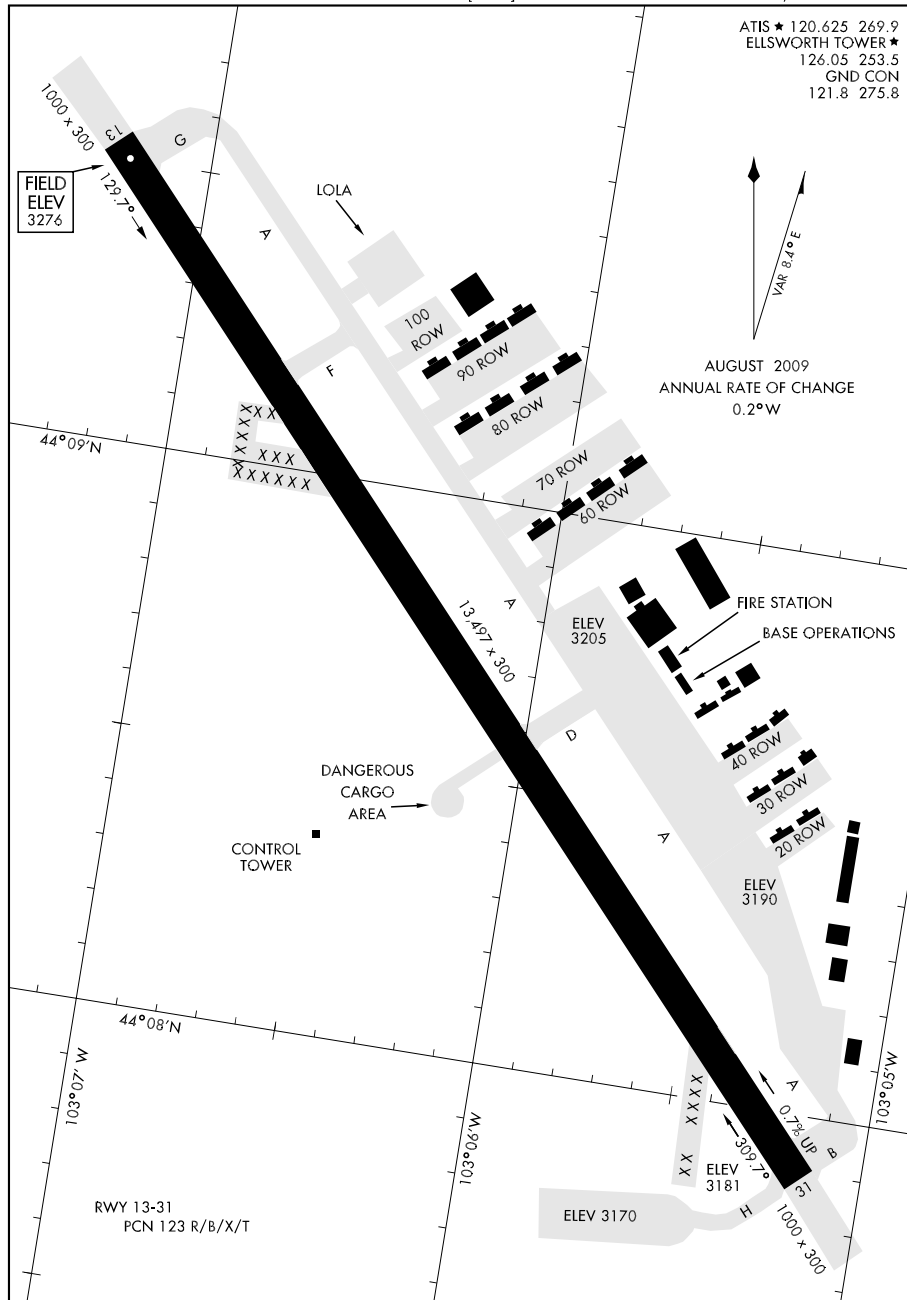 ATIS ★ 120.625 269.9
ELLSWORTH TOWER ★
126.05 253.5
GND CON
121.8 275.8
1000 x 300
13
G
FIELD
ELEV
3276
129.7°
LOLA
A
VAR 8.4° E
100
ROW
90 ROW
F
AUGUST 2009
ANNUAL RATE OF CHANGE
0.2° W
80 ROW
X X X
X X X X X
44°09'N
X X X
X X X X X X
70 ROW
60 ROW
13,497 x 300
A
FIRE STATION
ELEV
3205
BASE OPERATIONS
D
40 ROW
DANGEROUS
CARGO
AREA
30 ROW
A
20 ROW
CONTROL
TOWER
ELEV
3190
44°08'N
103°07' W
103°06'W
103°05'W
X X X X
X X
A
0.7% UP
B
309.7°
ELEV
3181
31
RWY 13-31
PCN 123 R/B/X/T
ELEV 3170
H
1000 x 300